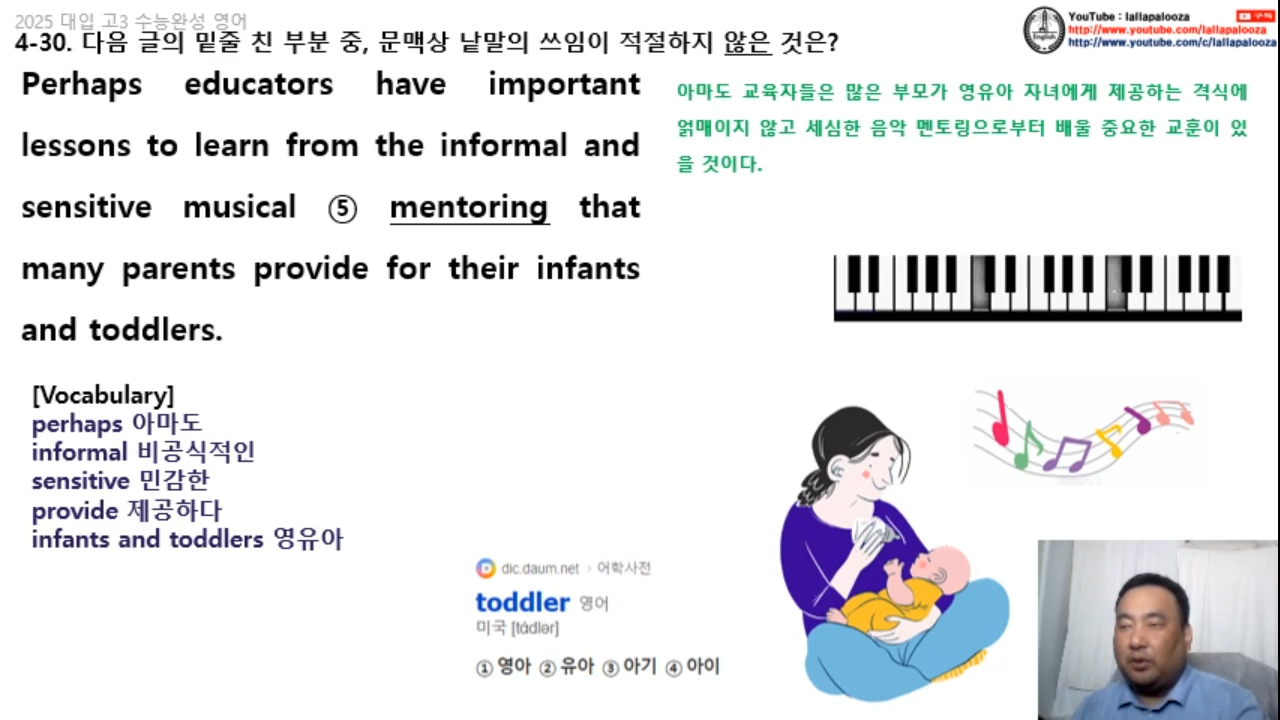 2025 대입 고3 수능완성 영어
4-30. 다음 글의 밑줄 친 부분 중, 문맥상 낱말의 쓰임이 적절하지 않은 것은?
YouTube : lallapalooza
http://www.youtube.com/lallapalooza
http://www.youtube.com/c/lallapalooza
Perhaps educators have important
lessons to learn from the informal and
sensitive musical ⑤ mentoring that
many parents provide for their infants
and toddlers.
아마도 교육자들은 많은 부모가 영유아 자녀에게 제공하는 격식에
얽매이지 않고 세심한 음악 멘토링으로부터 배울 중요한 교훈이 있
을 것이다.
[Vocabulary]
perhaps 아마도
informal 비공식적인
sensitive 민감한
provide 제공하다
infants and toddlers 영유아
dic.daum.net › 어학사전
toddler 영어
미국 [tάdlər]
① 영아 ② 유아 ③ 아기 ④ 아이